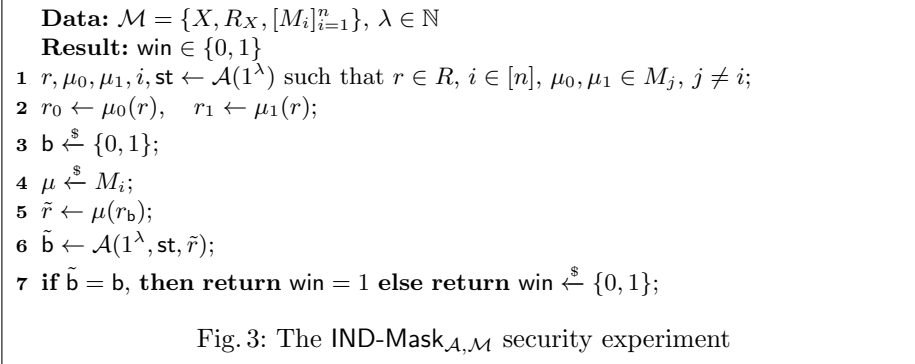 Data: ℳ = {X, R_X, [M_i]_{i=1}^n}, λ ∈ ℕ
Result: win ∈ {0, 1}
1 r, μ_0, μ_1, i, st ← 𝒜(1^λ) such that r ∈ R, i ∈ [n], μ_0, μ_1 ∈ M_j, j ≠ i;
2 r_0 ← μ_0(r), r_1 ← μ_1(r);
3 b ←^$ {0, 1};
4 μ ←^$ M_i;
5 r̃ ← μ(r_b);
6 b̃ ← 𝒜(1^λ, st, r̃);
7 if b̃ = b, then return win = 1 else return win ←^$ {0, 1};
Fig. 3: The IND-Mask_{𝒜,ℳ} security experiment